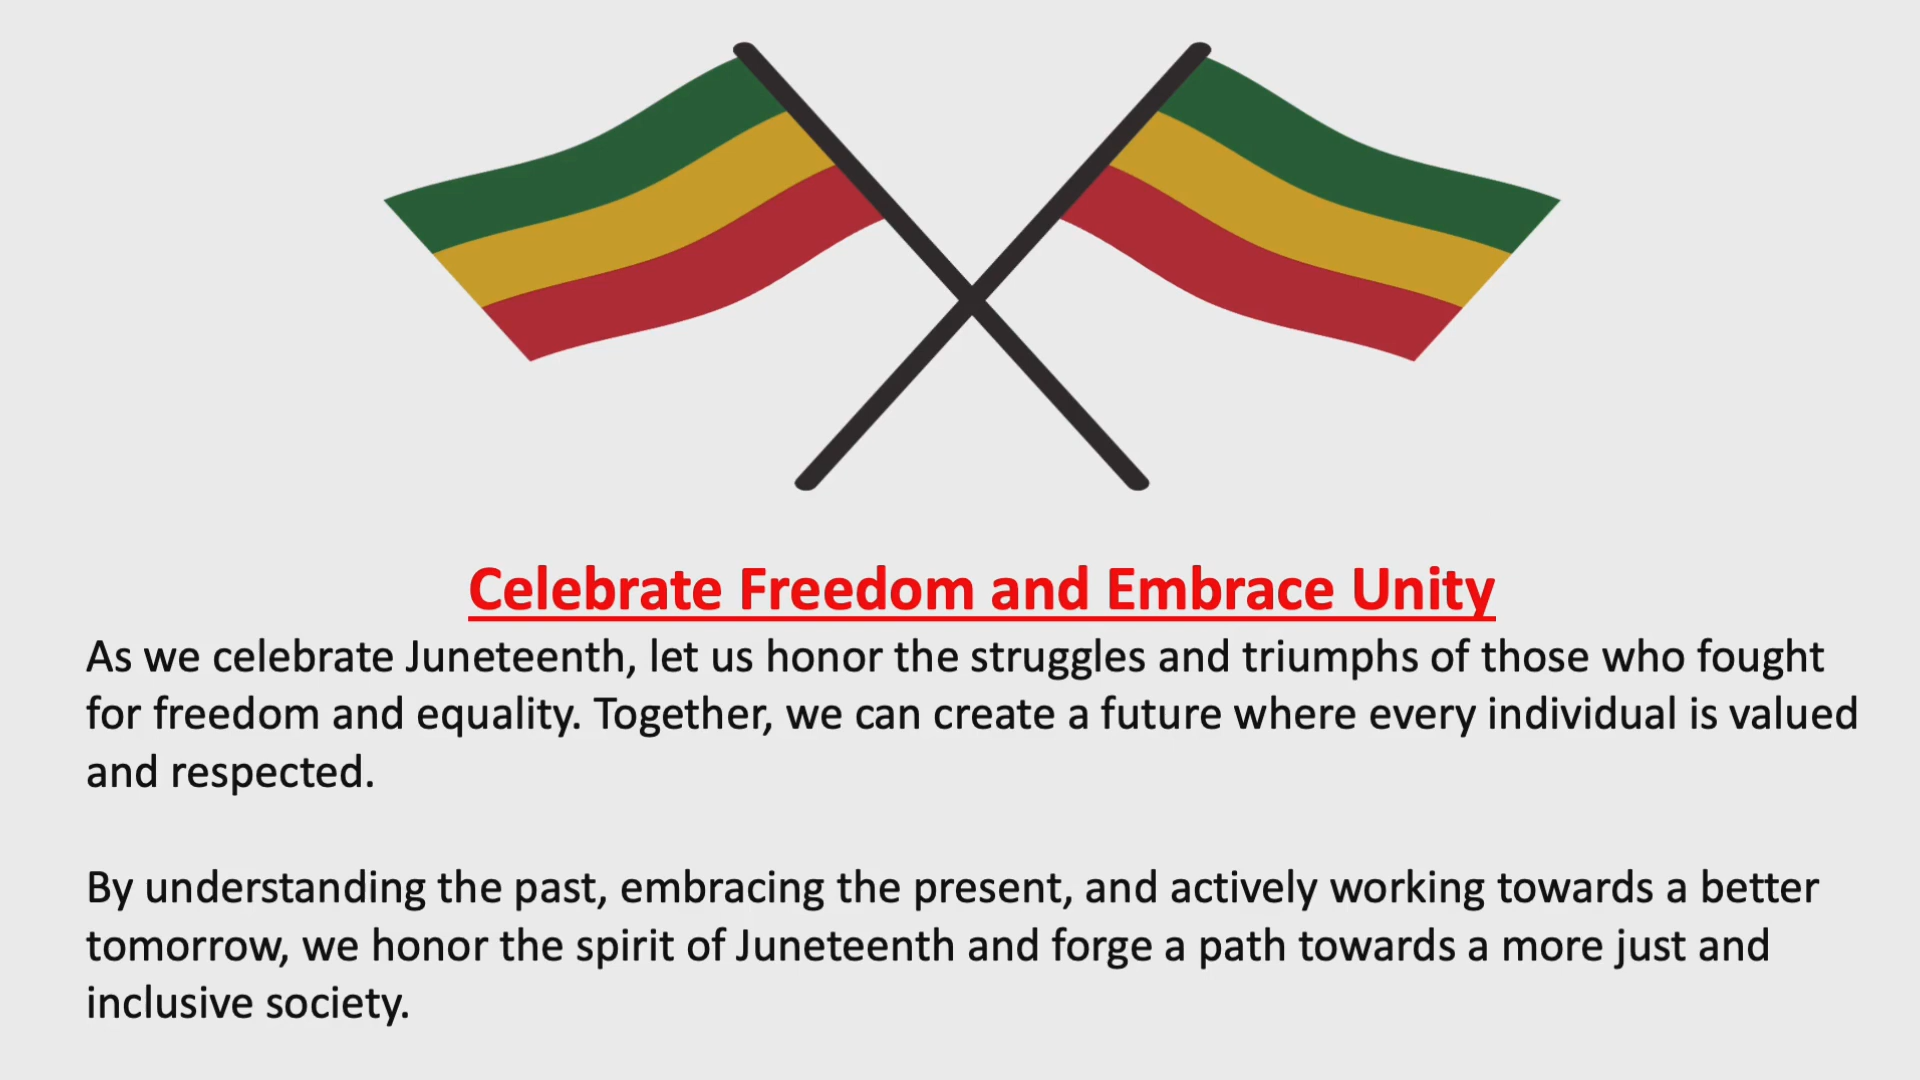 Celebrate Freedom and Embrace Unity
As we celebrate Juneteenth, let us honor the struggles and triumphs of those who fought
for freedom and equality. Together, we can create a future where every individual is valued
and respected.
By understanding the past, embracing the present, and actively working towards a better
tomorrow, we honor the spirit of Juneteenth and forge a path towards a more just and
inclusive society.